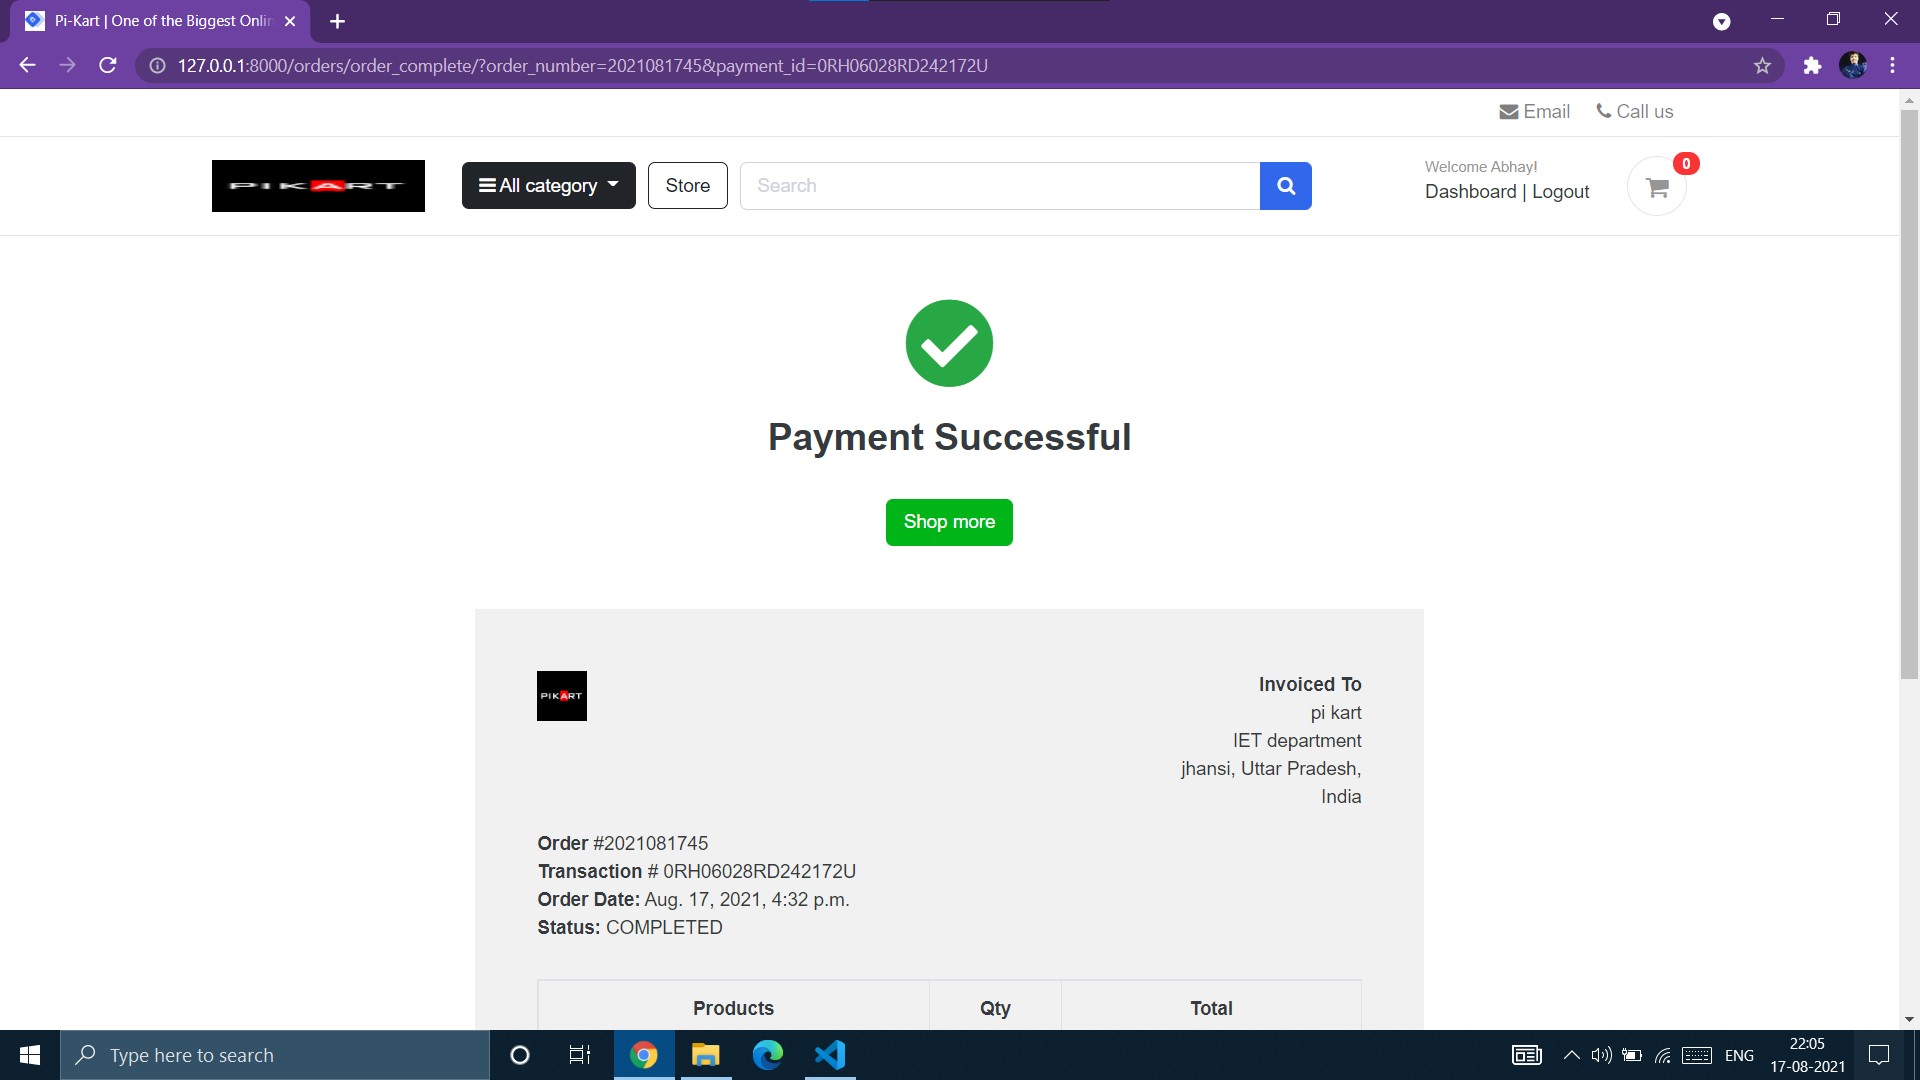 Pi-Kart | One of the Biggest Onlin
127.0.0.1:8000/orders/order_complete/?order_number=2021081745&payment_id=0RH06028RD242172U
Email Call us
PIKART
All category Store Search
Welcome Abhay!
Dashboard | Logout
0
Payment Successful
Shop more
PIKART
Invoiced To
pi kart
IET department
jhansi, Uttar Pradesh,
India
Order #2021081745
Transaction # 0RH06028RD242172U
Order Date: Aug. 17, 2021, 4:32 p.m.
Status: COMPLETED
Products Qty Total
Type here to search
ENG
22:05
17-08-2021